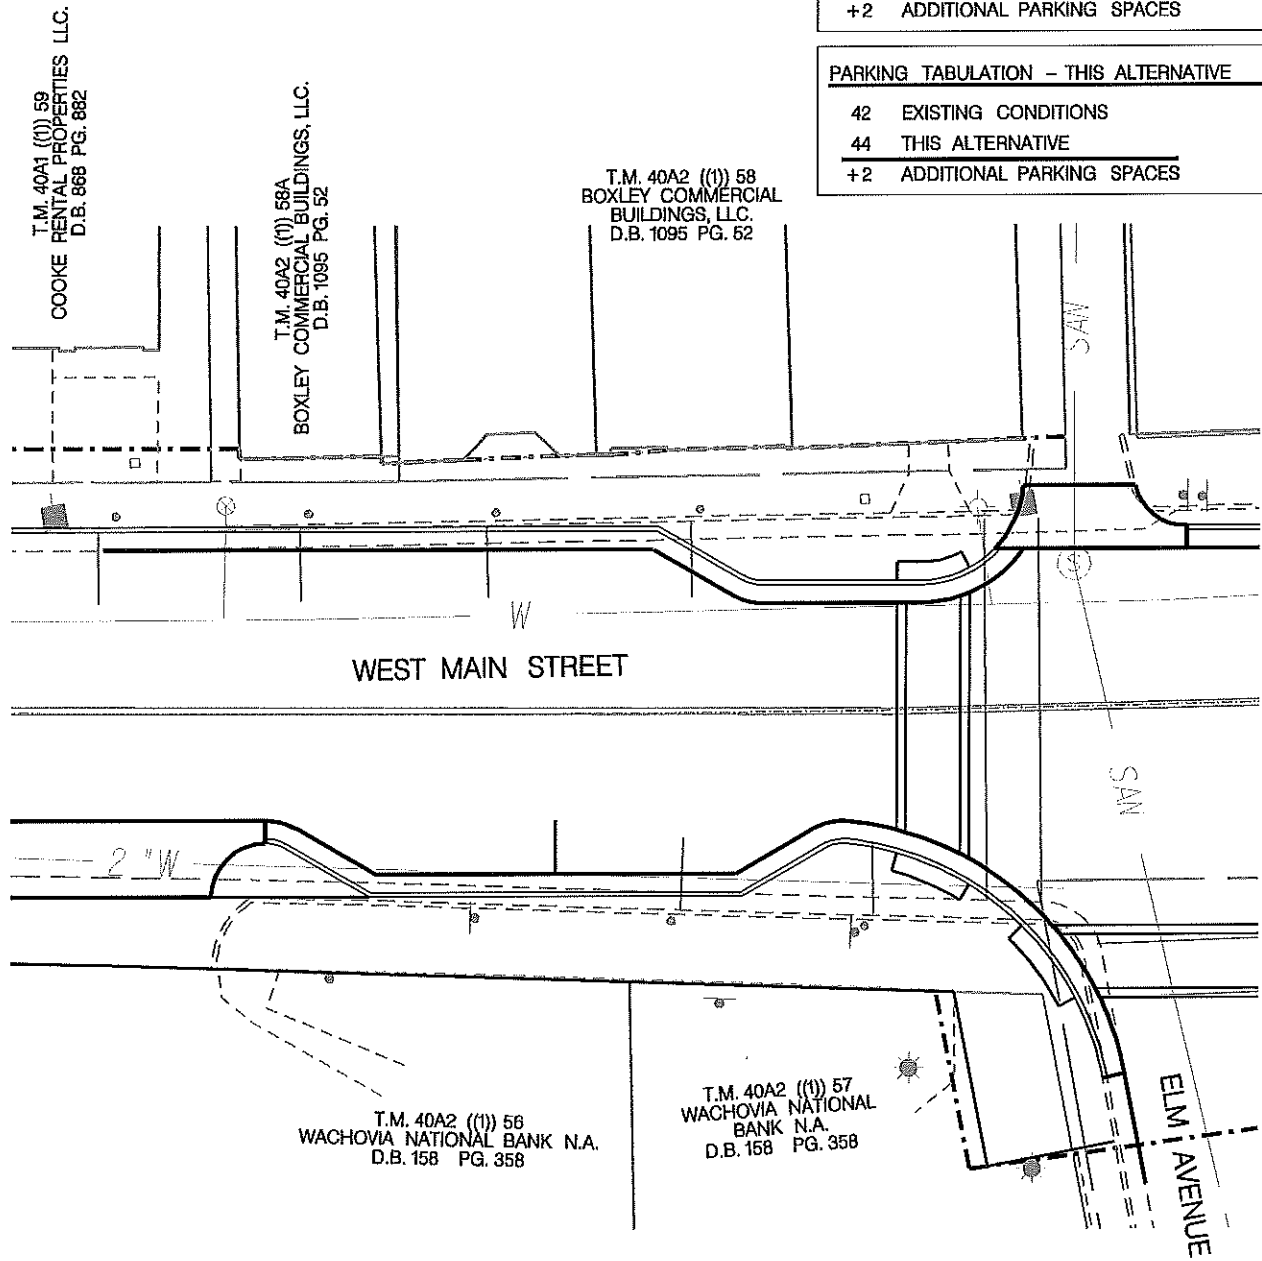 +2 ADDITIONAL PARKING SPACES
PARKING TABULATION - THIS ALTERNATIVE
42 EXISTING CONDITIONS
44 THIS ALTERNATIVE
+2 ADDITIONAL PARKING SPACES
T.M. 40A1 ((1)) 59
COOKE RENTAL PROPERTIES LLC.
D.B. 868 PG. 882
T.M. 40A2 ((1)) 58A
BOXLEY COMMERCIAL BUILDINGS, LLC.
D.B. 1095 PG. 52
T.M. 40A2 ((1)) 58
BOXLEY COMMERCIAL
BUILDINGS, LLC.
D.B. 1095 PG. 52
SAN
S
W
WEST MAIN STREET
SAN
2 "W
T.M. 40A2 ((1)) 56
WACHOVIA NATIONAL BANK N.A.
D.B. 158 PG. 358
T.M. 40A2 ((1)) 57
WACHOVIA NATIONAL
BANK N.A.
D.B. 158 PG. 358
ELM AVENUE